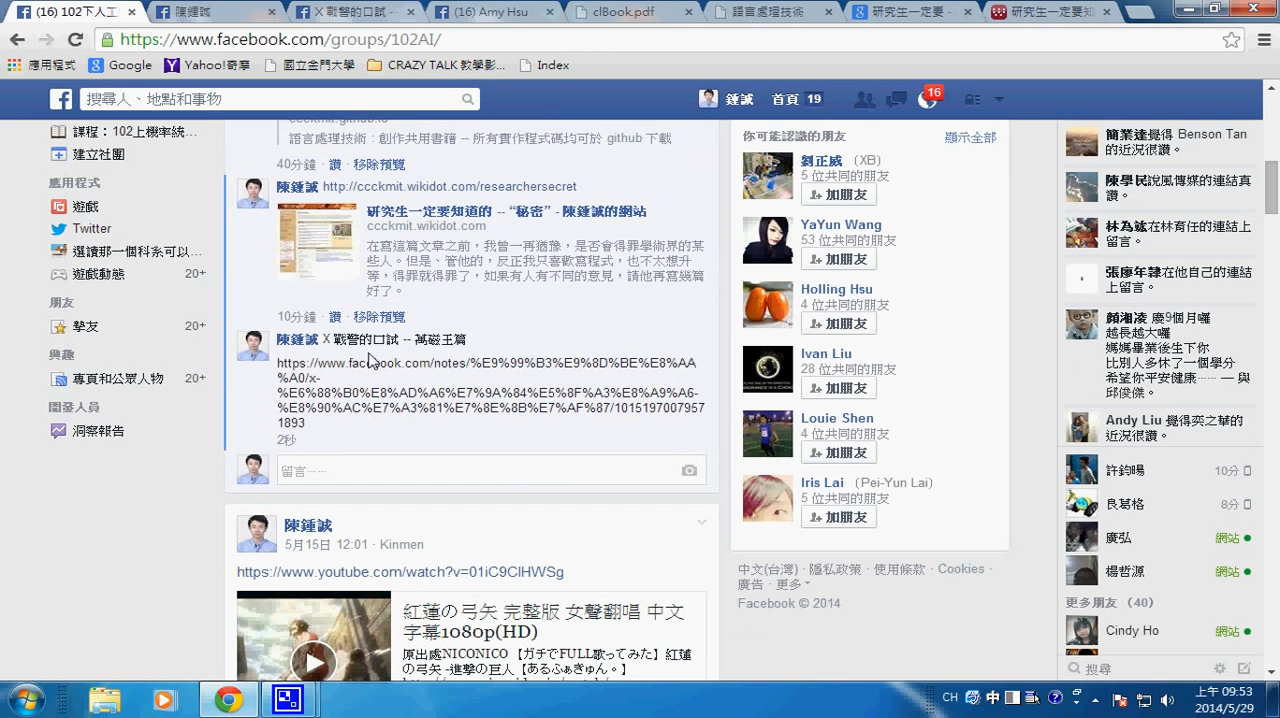 (16) 102下人工
陳鍾誠
X 戰警的口試 -
(16) Amy Hsu
clBook.pdf
語言處理技術
研究生一定要 -
研究生一定要知
https://www.facebook.com/groups/102AI/
應用程式
Google
Yahoo!奇摩
國立金門大學
CRAZY TALK 教學影...
Index
搜尋人、地點和事物
鍾誠
首頁 19
16
課程：102上機率統...
建立社團
應用程式
遊戲
Twitter
選讀那一個科系可以...
遊戲動態 20+
朋友
摯友 20+
興趣
專頁和公眾人物 20+
開發人員
洞察報告
ccckmit.github.io
語言處理技術：創作共用書籍 -- 所有實作程式碼均可於 github 下載
40分鐘 · 讚 · 移除預覽
陳鍾誠 http://ccckmit.wikidot.com/researchersecret
研究生一定要知道的 -- “秘密” - 陳鍾誠的網站
ccckmit.wikidot.com
在寫這篇文章之前，我曾一再猶豫，是否會得罪學術界的某
些人。但是、管他的，反正我只喜歡寫程式，也不太想升
等，得罪就得罪了，如果有人有不同的意見，請他再寫幾篇
好了。
10分鐘 · 讚 · 移除預覽
陳鍾誠 X 戰警的口試 -- 萬磁王篇
https://www.facebook.com/notes/%E9%99%B3%E9%8D%BE%E8%AA
%A0/x-
%E6%88%B0%E8%AD%A6%E7%9A%84%E5%8F%A3%E8%A9%A6-
%E8%90%AC%E7%A3%81%E7%8E%8B%E7%AF%87/1015197007957
1893
2秒
留言……
陳鍾誠
5月15日 12:01 · Kinmen
https://www.youtube.com/watch?v=01iC9ClHWSg
紅蓮の弓矢 完整版 女聲翻唱 中文
字幕1080p(HD)
原出處NICONICO 【ガチでFULL歌ってみた】紅蓮
の弓矢 -進撃の巨人【あるふぁきゅん。】
你可能認識的朋友
顯示全部
劉正威 （XB）
5 位共同的朋友
加朋友
YaYun Wang
53 位共同的朋友
加朋友
Holling Hsu
4 位共同的朋友
加朋友
Ivan Liu
28 位共同的朋友
加朋友
Louie Shen
4 位共同的朋友
加朋友
Iris Lai （Pei-Yun Lai）
5 位共同的朋友
加朋友
中文(台灣) · 隱私政策 · 使用條款 · Cookies ·
廣告 · 更多
Facebook © 2014
簡業達覺得 Benson Tan
的近況很讚。
陳學民說風傳媒的連結真
讚。
林為竤在徐育任的連結上
留言。
張慶年隸在他自己的連結
上留言。
顏湘凌 鹿9個月囉
越長越大囉
媽媽是業後生下你
比別人多休了一個學分
希望你平安健康…… — 與
邱俊傑。
Andy Liu 覺得奕之華的
近況很讚。
許鈞暘 10分
良葛格 8分
廣弘 網站
楊哲源 網站
更多朋友 （40）
Cindy Ho 網站
搜尋
CH
中
上午 09:53
2014/5/29